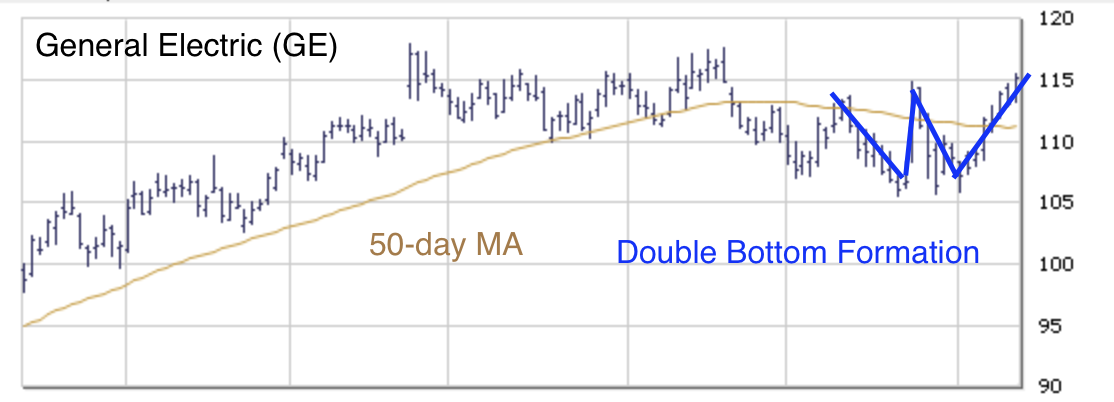 General Electric (GE)
120
115
110
105
100
95
90
50-day MA
Double Bottom Formation